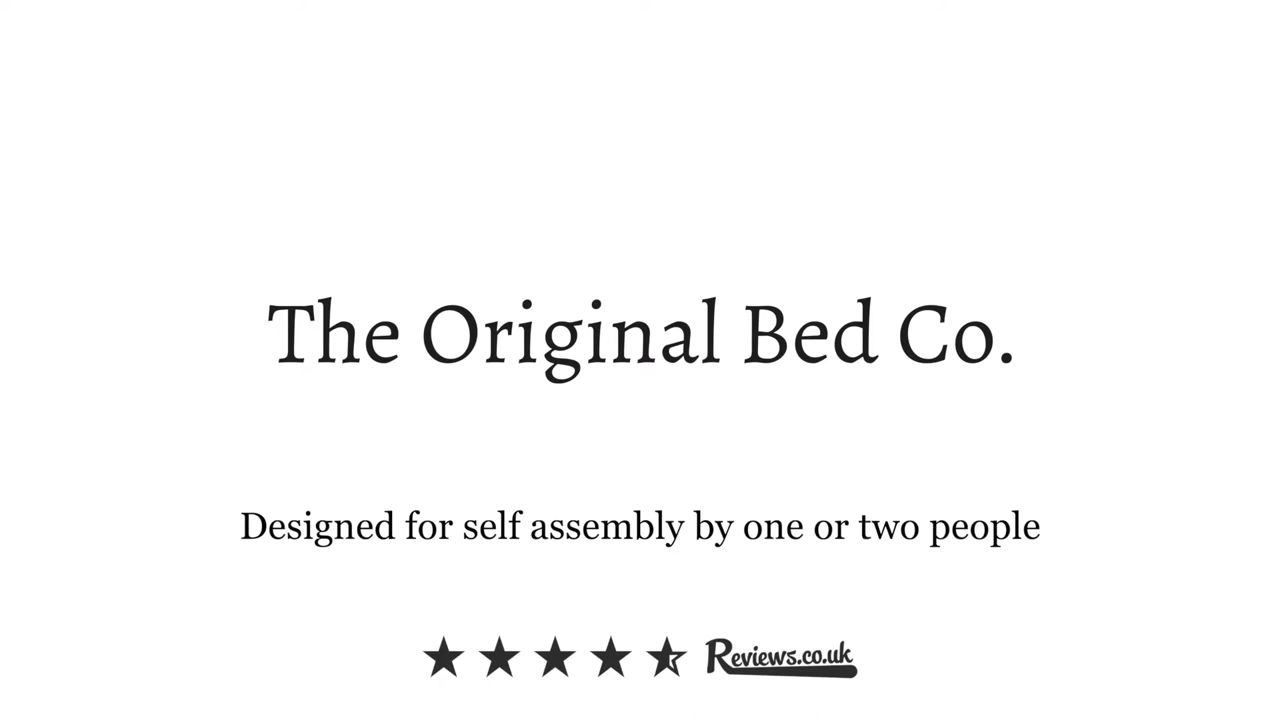 The Original Bed Co.
Designed for self assembly by one or two people
Reviews.co.uk